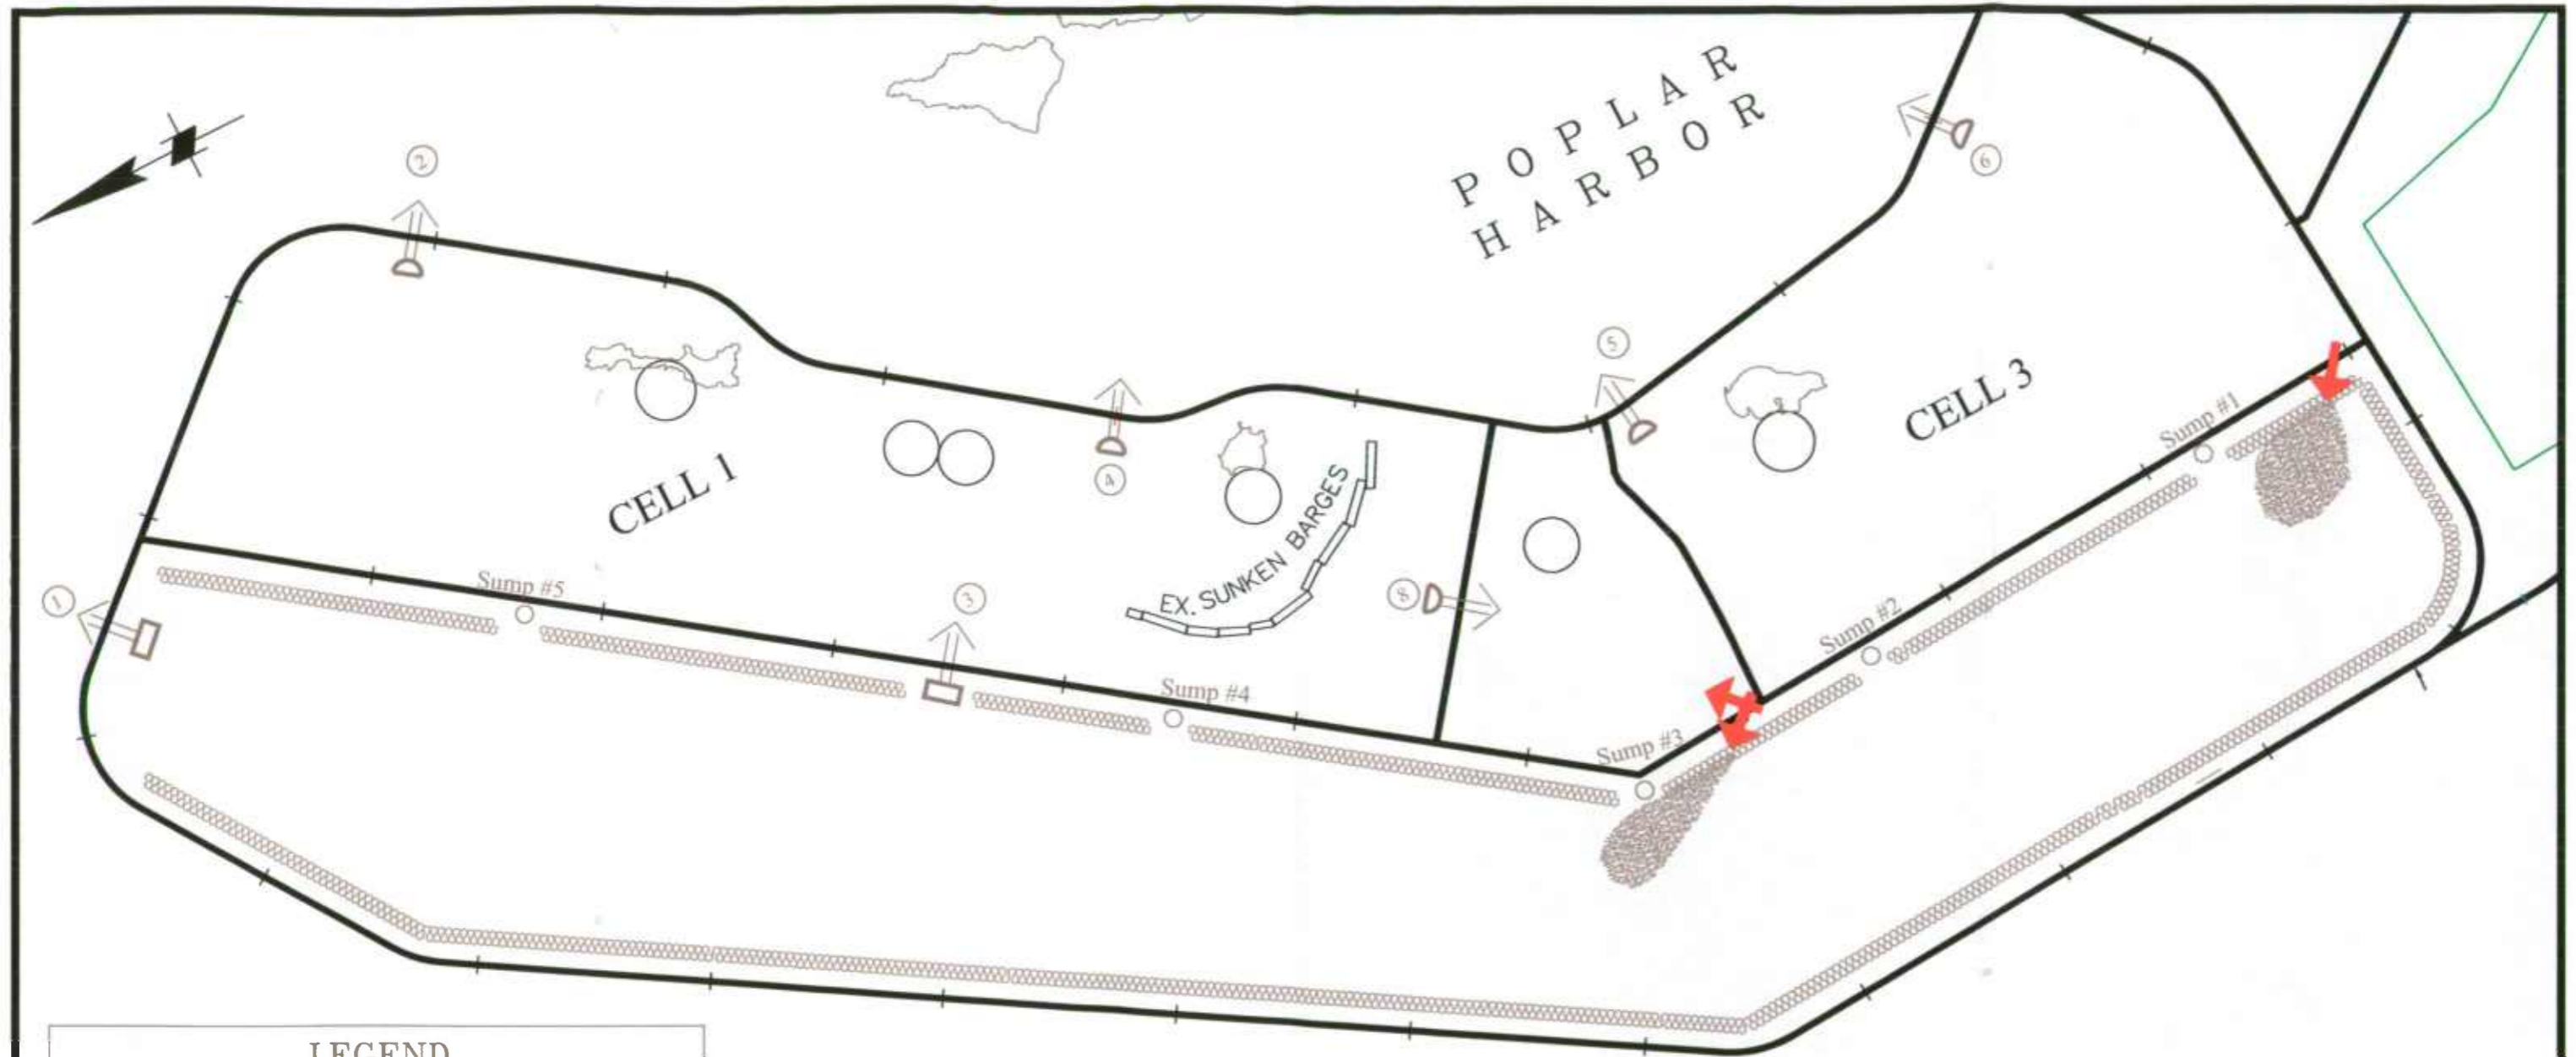 POPLAR
HARBOR
2
6
5
CELL 3
Sump #1
CELL 1
4
EX. SUNKEN BARGES
Sump #5
1
3
8
Sump #2
Sump #4
Sump #3
LEGEND